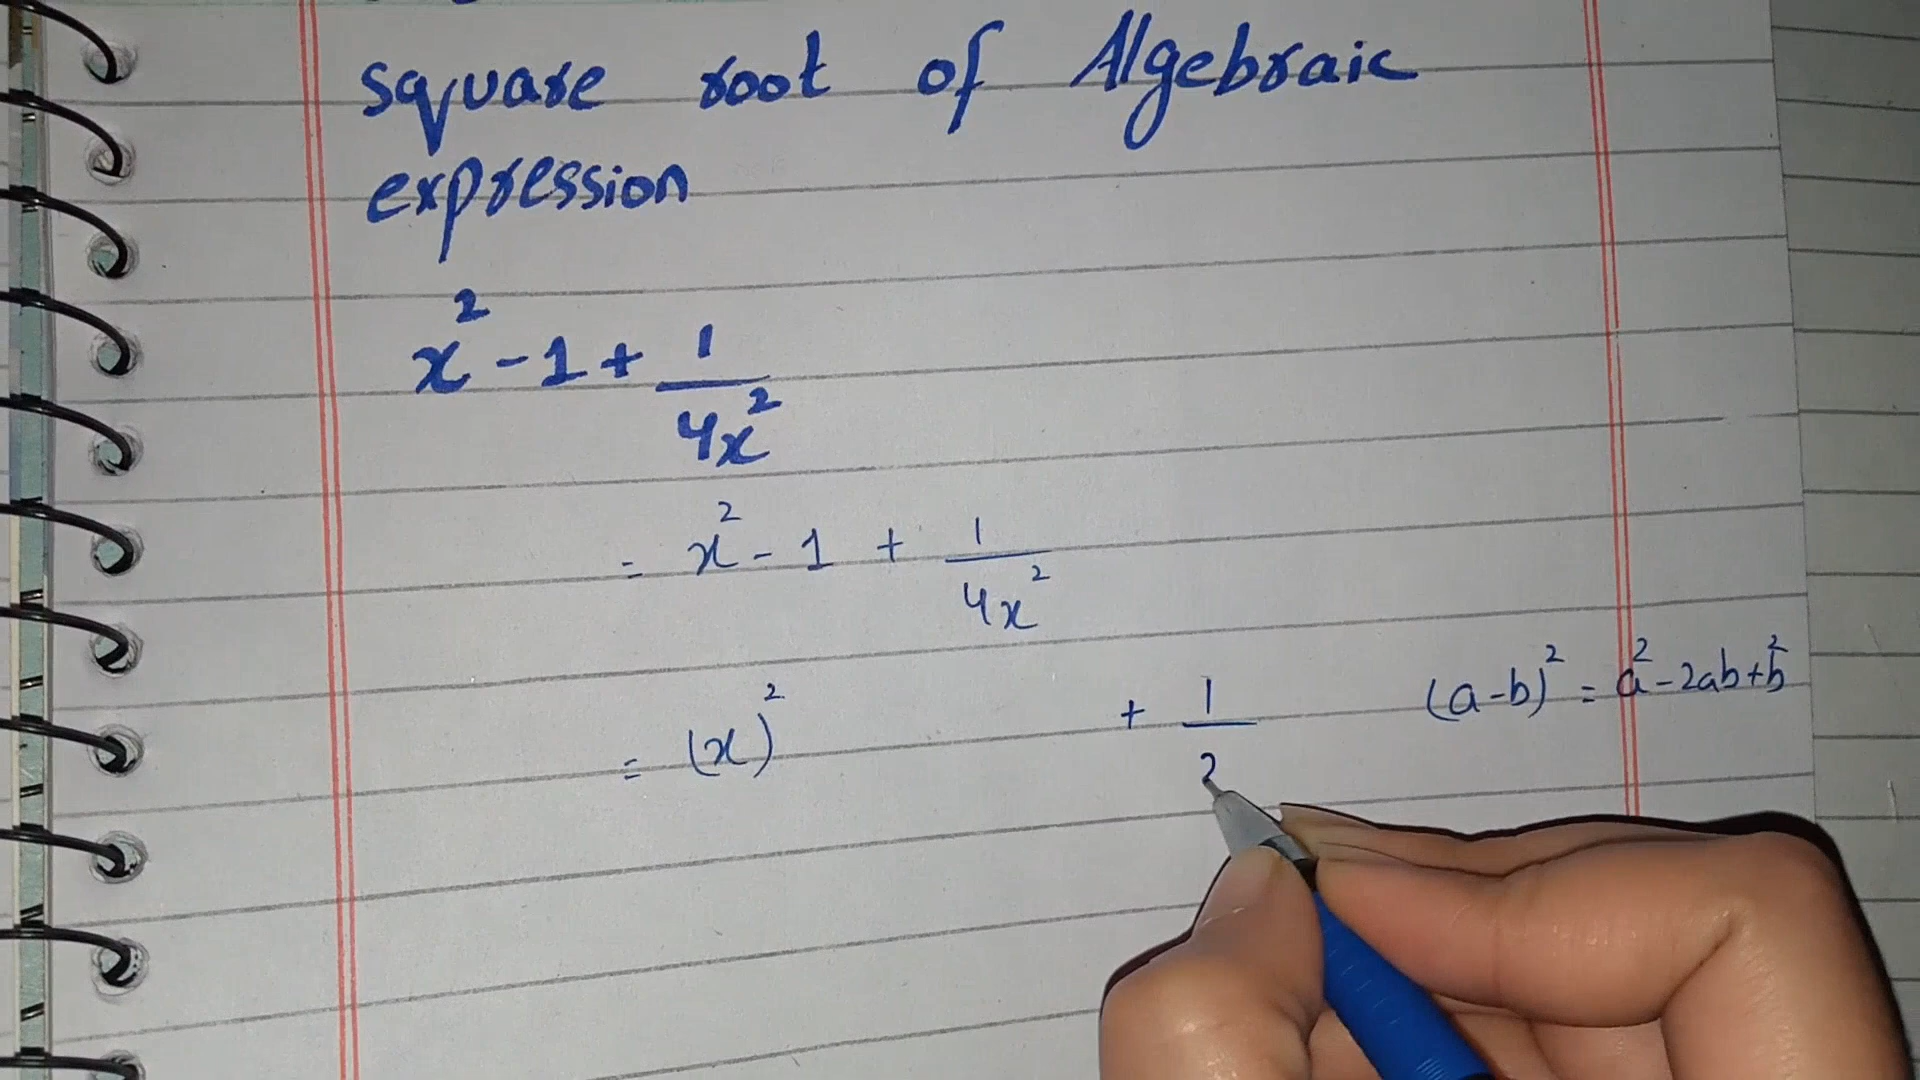 square root of Algebraic
expression
x² - 1 + 1/4x²
= x² - 1 + 1/4x²
= (x)² + 1/2
(a-b)² = a² - 2ab + b²